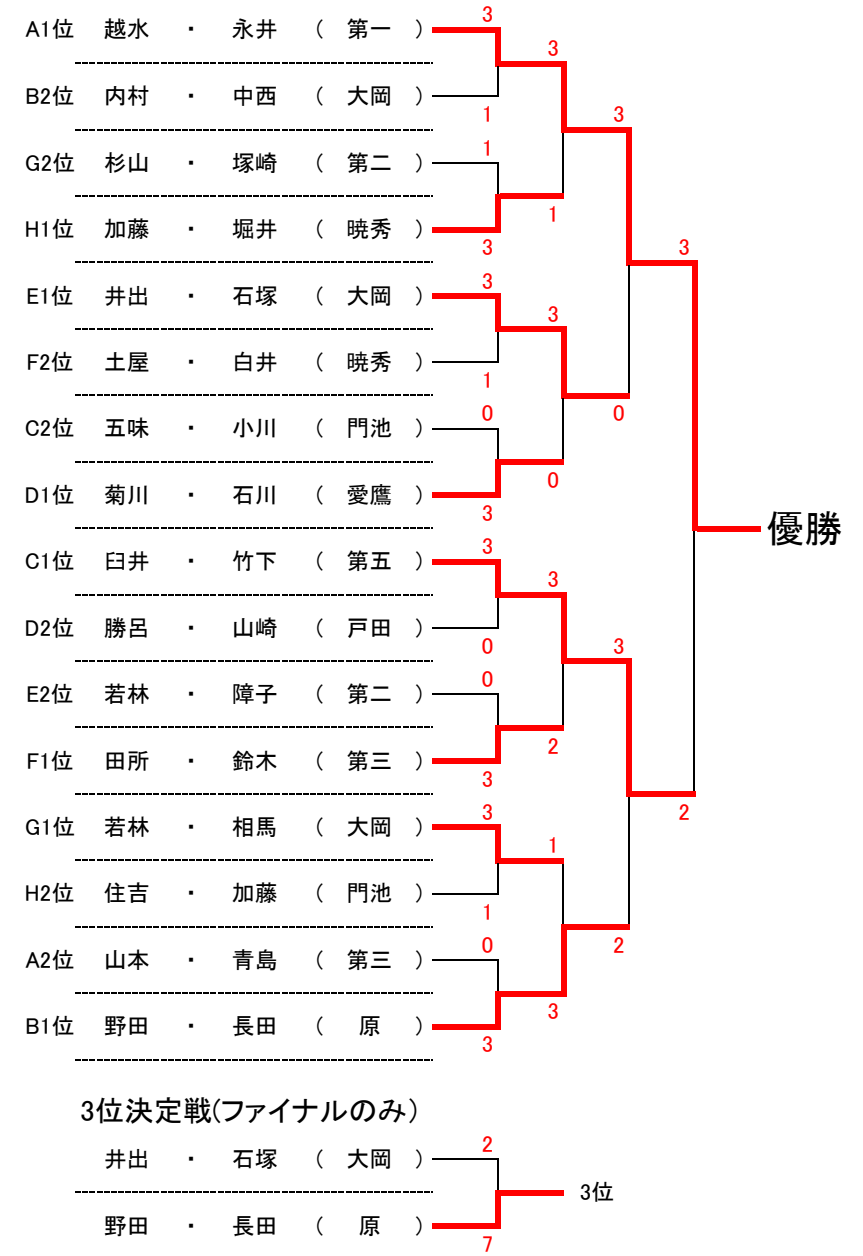 A1位 越水 ・ 永井 ( 第一 ) 3
3
B2位 内村 ・ 中西 ( 大岡 ) 1
3
G2位 杉山 ・ 塚崎 ( 第二 ) 1
1
H1位 加藤 ・ 堀井 ( 暁秀 ) 3
3
E1位 井出 ・ 石塚 ( 大岡 ) 3
3
F2位 土屋 ・ 白井 ( 暁秀 ) 1
0
C2位 五味 ・ 小川 ( 門池 ) 0
0
D1位 菊川 ・ 石川 ( 愛鷹 ) 3
優勝
C1位 臼井 ・ 竹下 ( 第五 ) 3
3
D2位 勝呂 ・ 山崎 ( 戸田 ) 0
3
E2位 若林 ・ 障子 ( 第二 ) 0
2
F1位 田所 ・ 鈴木 ( 第三 ) 3
2
G1位 若林 ・ 相馬 ( 大岡 ) 3
1
H2位 住吉 ・ 加藤 ( 門池 ) 1
2
A2位 山本 ・ 青島 ( 第三 ) 0
3
B1位 野田 ・ 長田 ( 原 ) 3
3位決定戦(ファイナルのみ)
井出 ・ 石塚 ( 大岡 ) 2
3位
野田 ・ 長田 ( 原 ) 7